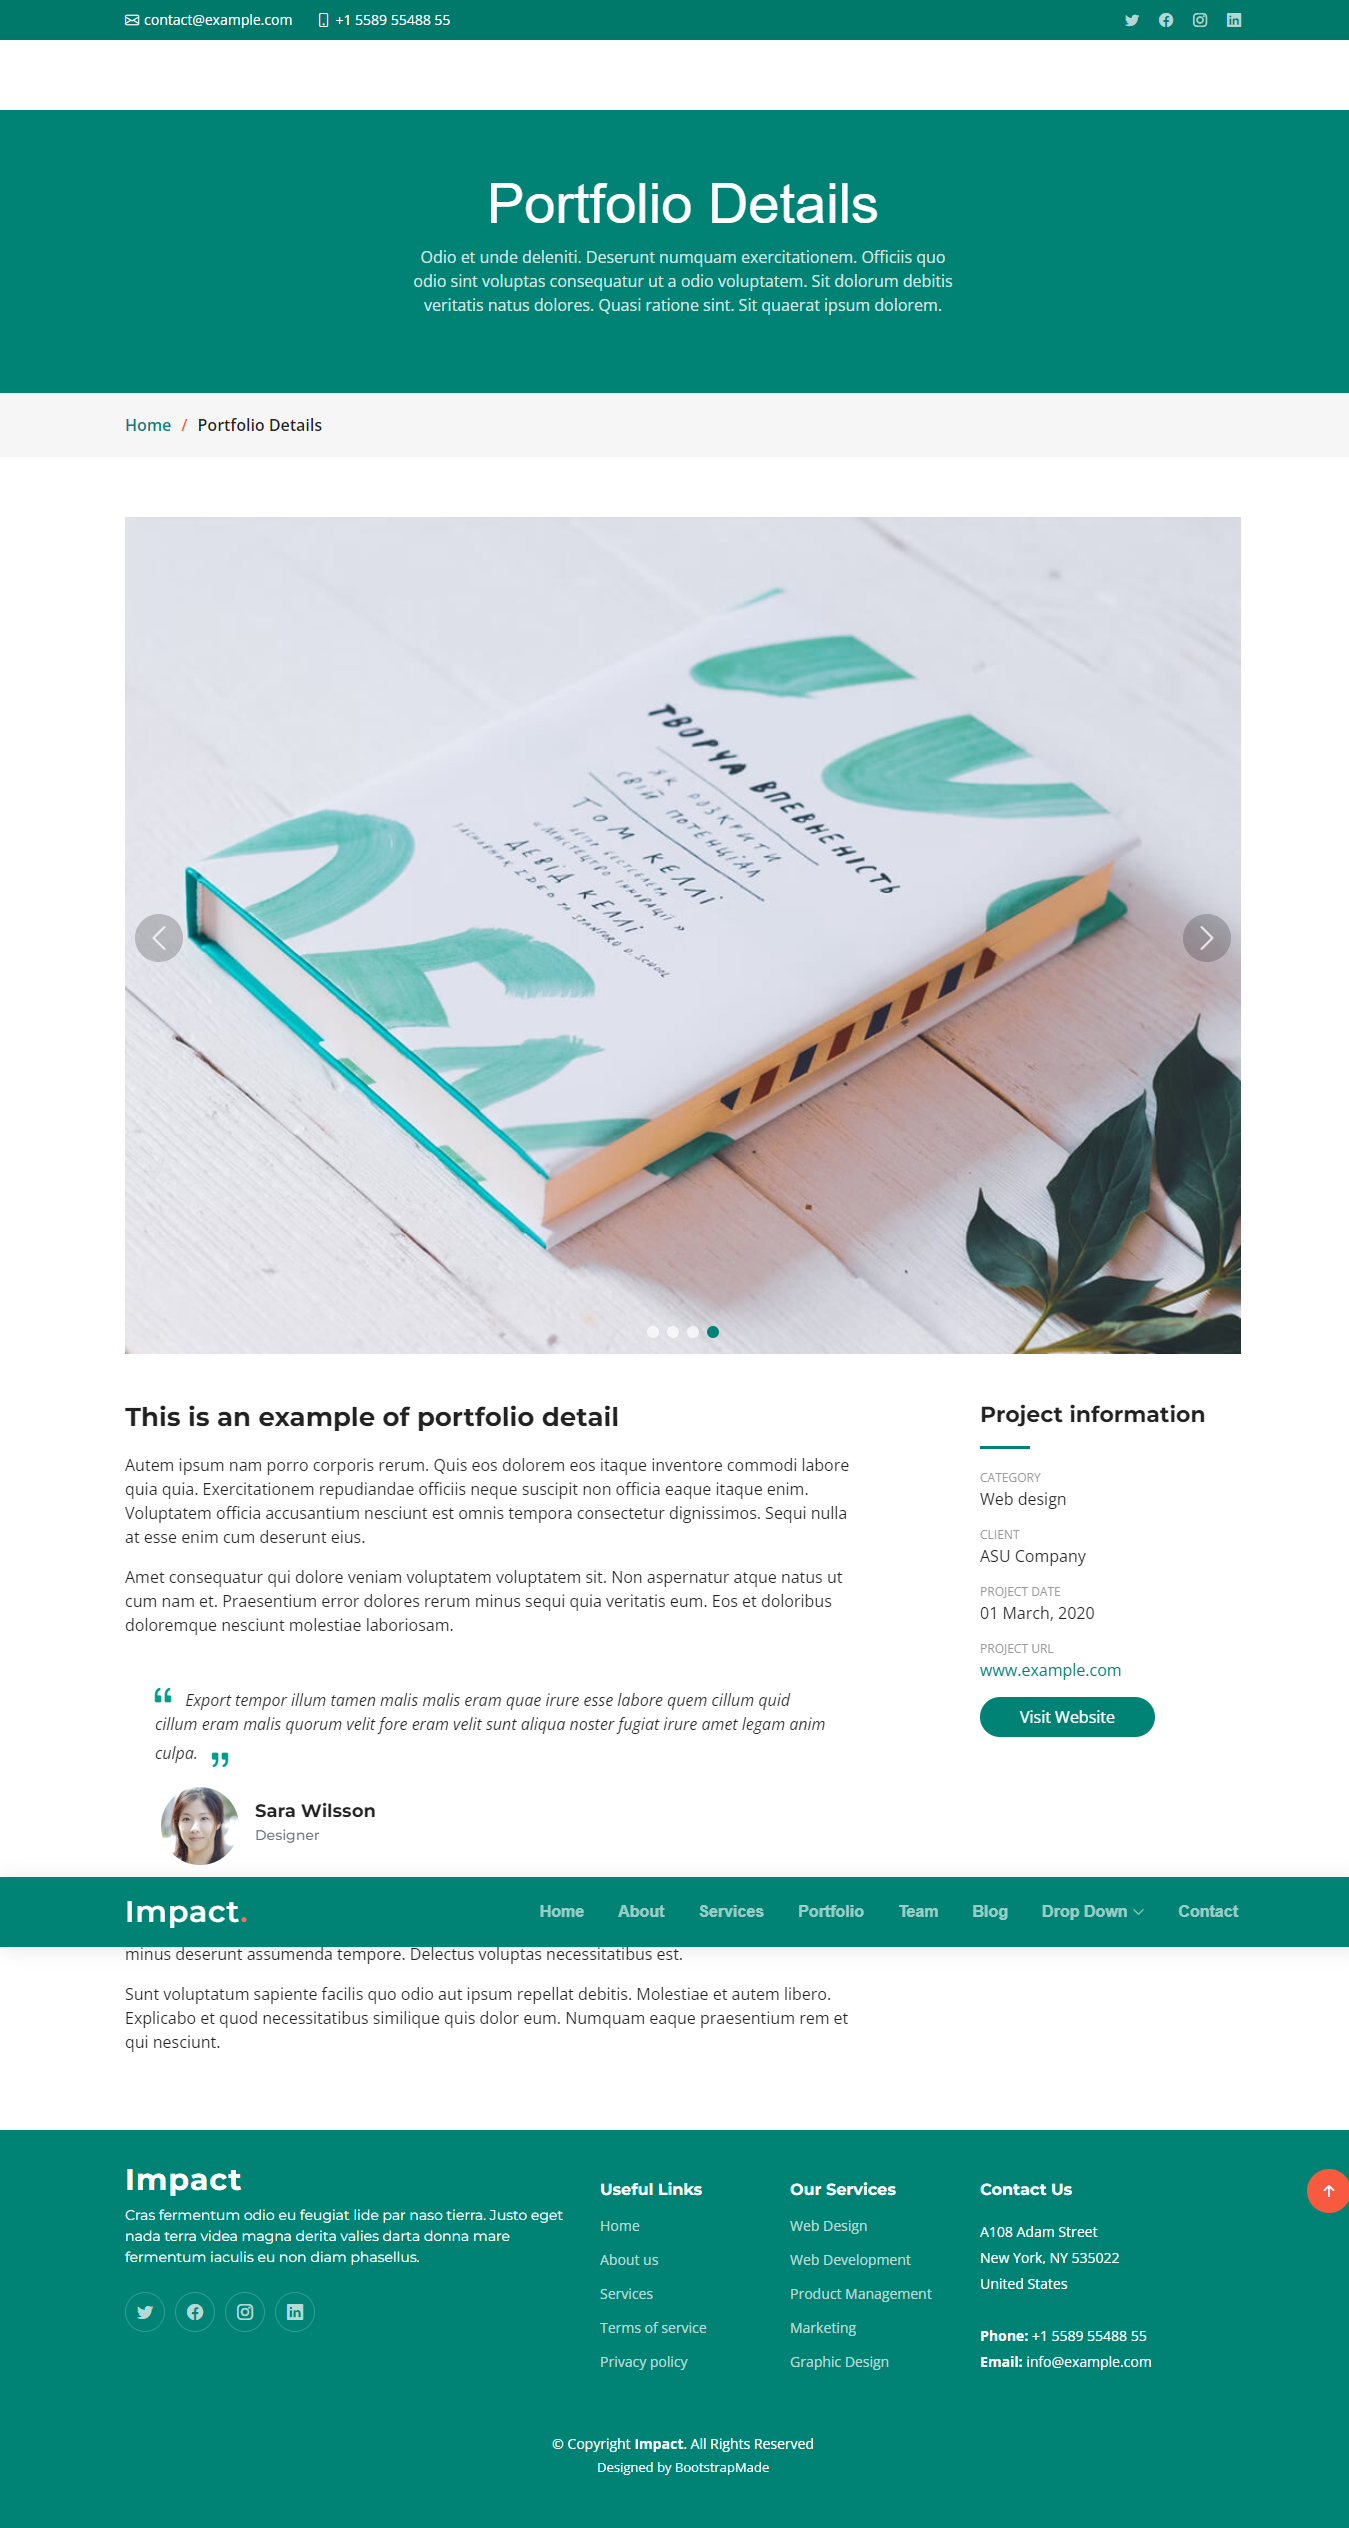 contact@example.com
+1 5589 55488 55
Portfolio Details
Odio et unde deleniti. Deserunt numquam exercitationem. Officiis quo
odio sint voluptas consequatur ut a odio voluptatem. Sit dolorum debitis
veritatis natus dolores. Quasi ratione sint. Sit quaerat ipsum dolorem.
Home / Portfolio Details
ТВОРУА ВПЕВНЕНІСТЬ
ЯК РОЗКРИТИ
СВІЙ ПОТЕНЦІАЛ
ТОМ КЕЛЛІ
АВТОР БЕСТСЕЛЕРА
«МИСТЕЦТВО ІННОВАЦІЇ»
ДЕВІД КЕЛЛІ
ЗАСНОВНИК IDEO ТА STANFORD D.SCHOOL
This is an example of portfolio detail
Autem ipsum nam porro corporis rerum. Quis eos dolorem eos itaque inventore commodi labore
quia quia. Exercitationem repudiandae officiis neque suscipit non officia eaque itaque enim.
Voluptatem officia accusantium nesciunt est omnis tempora consectetur dignissimos. Sequi nulla
at esse enim cum deserunt eius.
Amet consequatur qui dolore veniam voluptatem voluptatem sit. Non aspernatur atque natus ut
cum nam et. Praesentium error dolores rerum minus sequi quia veritatis eum. Eos et doloribus
doloremque nesciunt molestiae laboriosam.
“ Export tempor illum tamen malis malis eram quae irure esse labore quem cillum quid
cillum eram malis quorum velit fore eram velit sunt aliqua noster fugiat irure amet legam anim
culpa. ”
Sara Wilsson
Designer
Project information
CATEGORY
Web design
CLIENT
ASU Company
PROJECT DATE
01 March, 2020
PROJECT URL
www.example.com
Visit Website
Impact.
Home About Services Portfolio Team Blog Drop Down Contact
minus deserunt assumenda tempore. Delectus voluptas necessitatibus est.
Sunt voluptatum sapiente facilis quo odio aut ipsum repellat debitis. Molestiae et autem libero.
Explicabo et quod necessitatibus similique quis dolor eum. Numquam eaque praesentium rem et
qui nesciunt.
Impact
Cras fermentum odio eu feugiat lide par naso tierra. Justo eget
nada terra videa magna derita valies darta donna mare
fermentum iaculis eu non diam phasellus.
Useful Links
Home
About us
Services
Terms of service
Privacy policy
Our Services
Web Design
Web Development
Product Management
Marketing
Graphic Design
Contact Us
A108 Adam Street
New York, NY 535022
United States
Phone: +1 5589 55488 55
Email: info@example.com
© Copyright Impact. All Rights Reserved
Designed by BootstrapMade